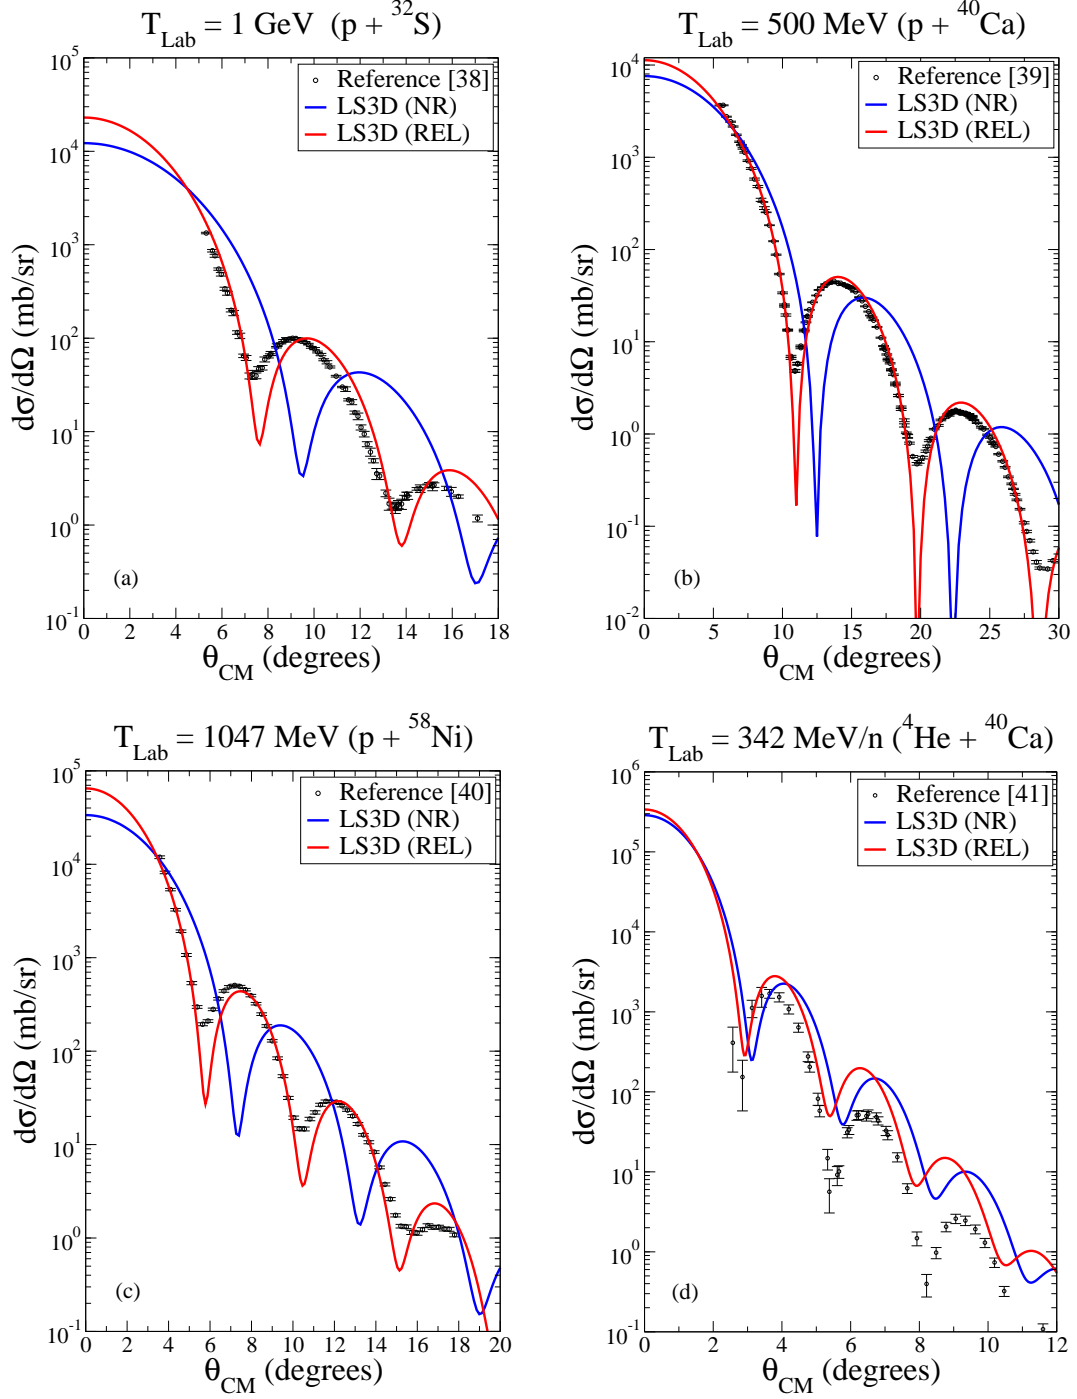 T_Lab = 1 GeV (p + ^32S)
Reference [38]
LS3D (NR)
LS3D (REL)
10^5
10^4
10^3
10^2
10^1
10^0
10^-1
dσ/dΩ (mb/sr)
(a)
0 2 4 6 8 10 12 14 16 18
θ_CM (degrees)
T_Lab = 500 MeV (p + ^40Ca)
Reference [39]
LS3D (NR)
LS3D (REL)
10^4
10^3
10^2
10^1
10^0
10^-1
10^-2
dσ/dΩ (mb/sr)
(b)
0 5 10 15 20 25 30
θ_CM (degrees)
T_Lab = 1047 MeV (p + ^58Ni)
Reference [40]
LS3D (NR)
LS3D (REL)
10^5
10^4
10^3
10^2
10^1
10^0
10^-1
dσ/dΩ (mb/sr)
(c)
0 2 4 6 8 10 12 14 16 18 20
θ_CM (degrees)
T_Lab = 342 MeV/n (^4He + ^40Ca)
Reference [41]
LS3D (NR)
LS3D (REL)
10^6
10^5
10^4
10^3
10^2
10^1
10^0
10^-1
dσ/dΩ (mb/sr)
(d)
0 2 4 6 8 10 12
θ_CM (degrees)